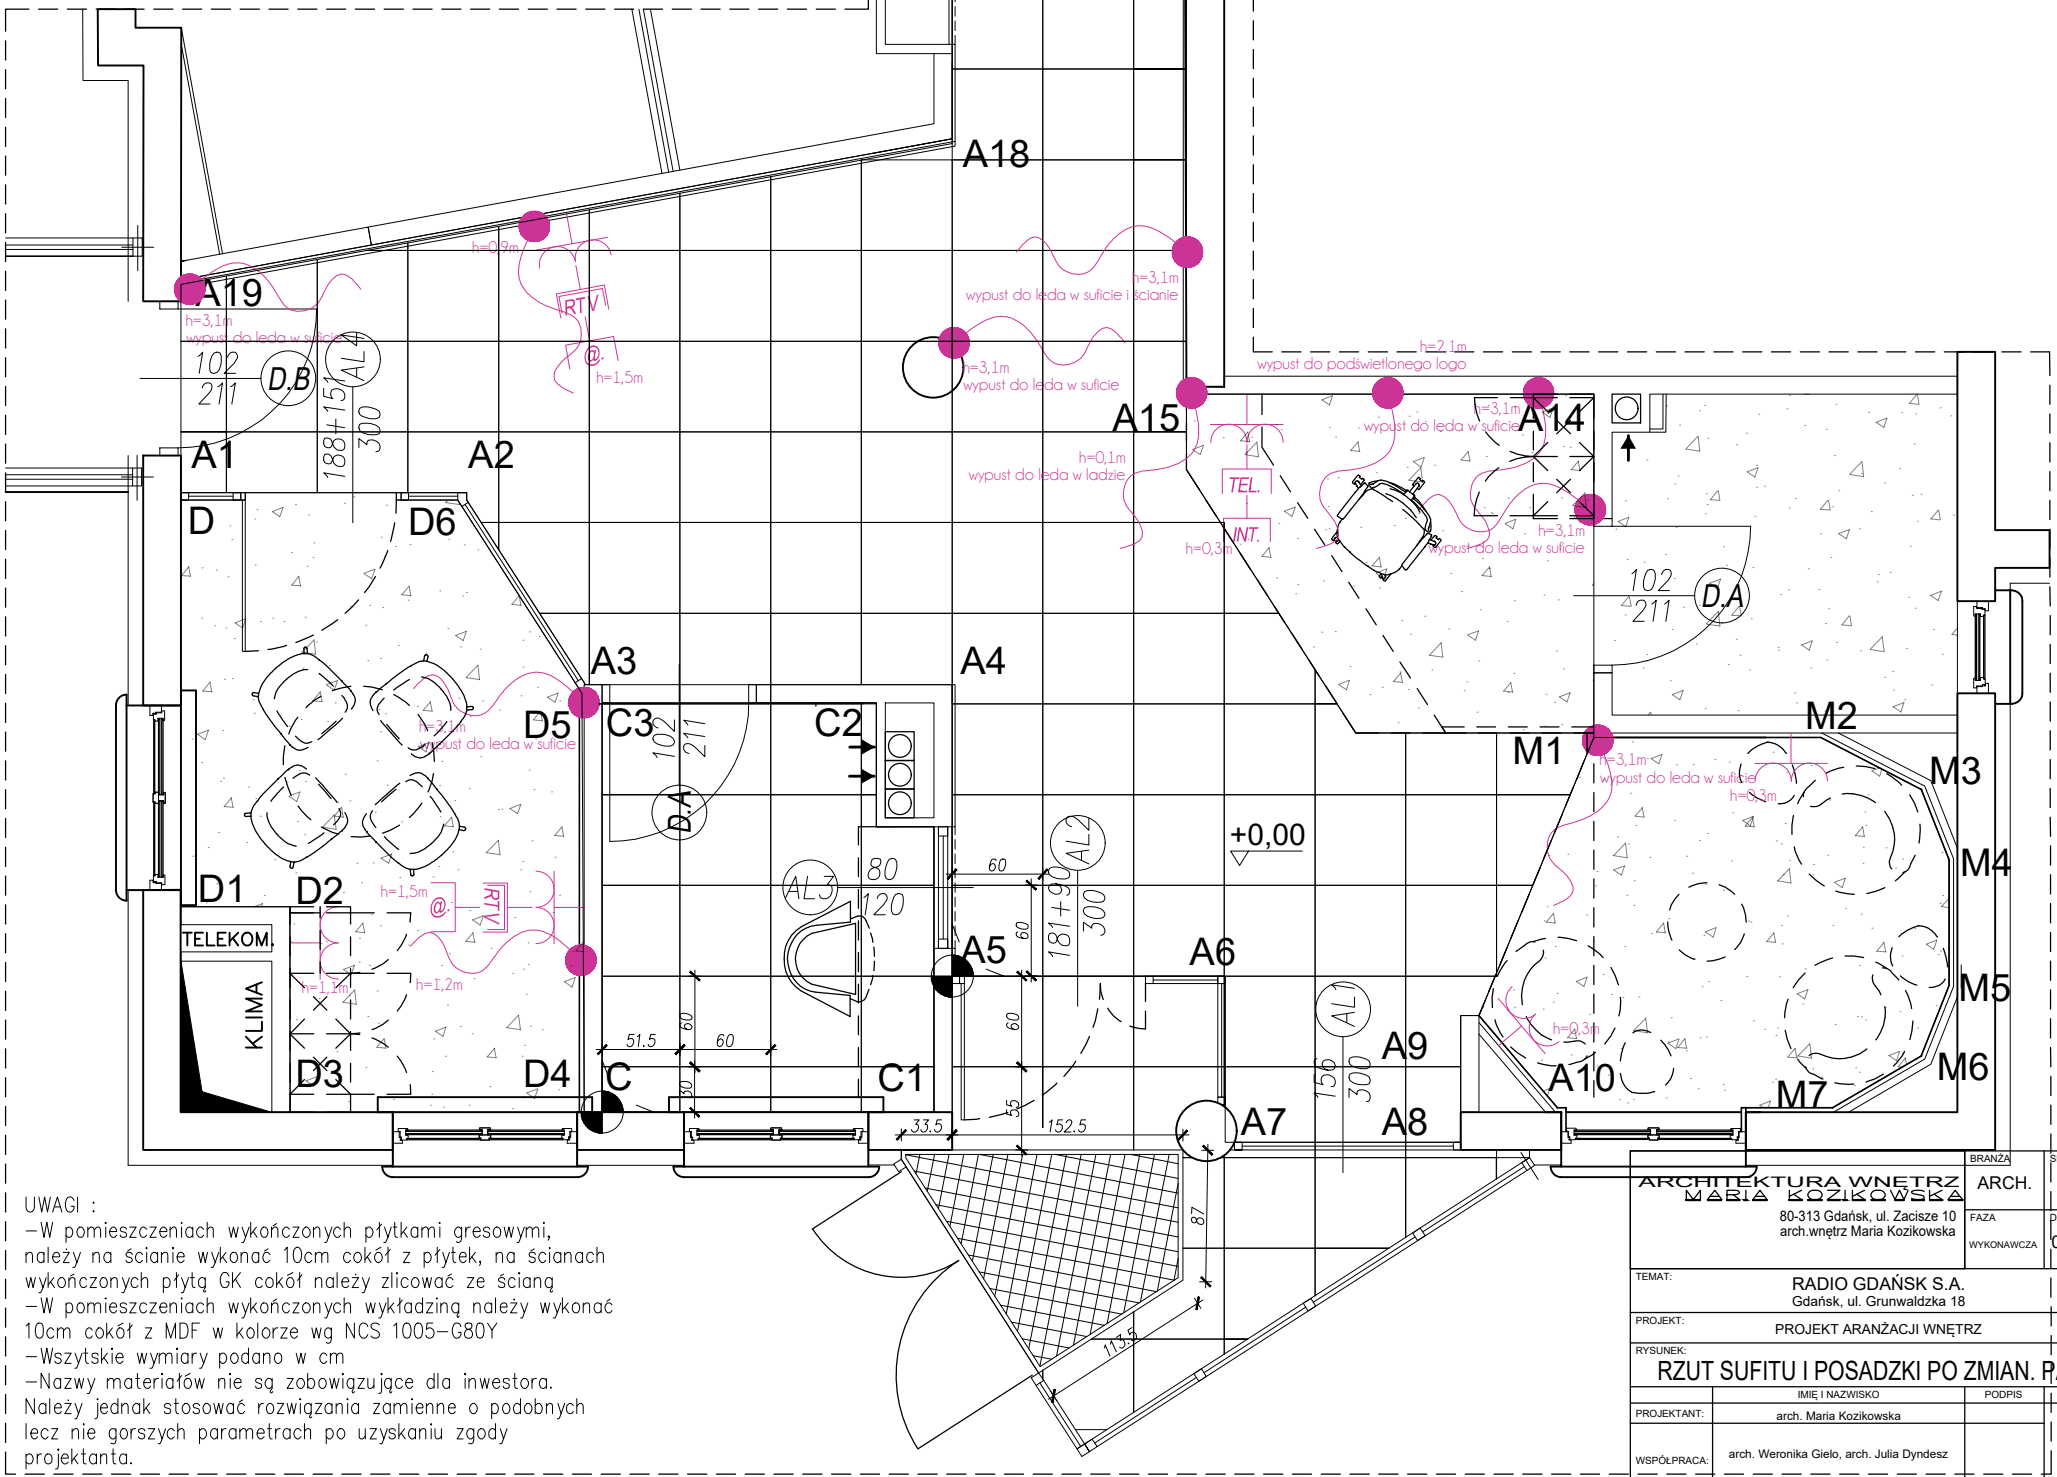 A18
h=0,9m
A19
RTV
h=3,1m
wypust do leda w suficie i ścianie
h=3,1m
wypust do leda w suficie
102
211
D.B
188+151
300
AL4
@.
h=1,5m
h=3,1m
wypust do leda w suficie
h=2,1m
wypust do podświetlonego logo
A1
A2
A15
h=3,1m
wypust do leda w suficie
A14
h=0,1m
wypust do leda w ladzie
TEL.
INT.
h=0,3m
h=3,1m
wypust do leda w suficie
D
D6
102
211
D.A
A3
A4
D5
C3
C2
102
211
D.A
h=3,1m
wypust do leda w suficie
M1
M2
M3
h=3,1m
wypust do leda w suficie
h=0,3m
+0,00
M4
AL3
80
120
60
60
181+90
300
AL2
D1
D2
h=1,5m
@.
RTV
TELEKOM.
KLIMA
h=1,1m
h=1,2m
A5
A6
M5
h=0,3m
51.5
60
60
30
60
55
156
300
AL1
A9
D3
D4
C
C1
A10
M6
M7
A7
A8
33.5
152.5
87
113.5
UWAGI :
-W pomieszczeniach wykończonych płytkami gresowymi,
należy na ścianie wykonać 10cm cokół z płytek, na ścianach
wykończonych płytą GK cokół należy zlicować ze ścianą
-W pomieszczeniach wykończonych wykładziną należy wykonać
10cm cokół z MDF w kolorze wg NCS 1005-G80Y
-Wszytskie wymiary podano w cm
-Nazwy materiałów nie są zobowiązujące dla inwestora.
Należy jednak stosować rozwiązania zamienne o podobnych
lecz nie gorszych parametrach po uzyskaniu zgody
projektanta.
ARCHITEKTURA WNĘTRZ
MARIA KOZIKOWSKA
80-313 Gdańsk, ul. Zacisze 10
arch.wnętrz Maria Kozikowska
BRANŻA
ARCH.
FAZA
WYKONAWCZA
TEMAT:
RADIO GDAŃSK S.A.
Gdańsk, ul. Grunwaldzka 18
PROJEKT:
PROJEKT ARANŻACJI WNĘTRZ
RYSUNEK:
RZUT SUFITU I POSADZKI PO ZMIAN.
IMIĘ I NAZWISKO
PODPIS
PROJEKTANT:
arch. Maria Kozikowska
WSPÓŁPRACA:
arch. Weronika Gielo, arch. Julia Dyndesz